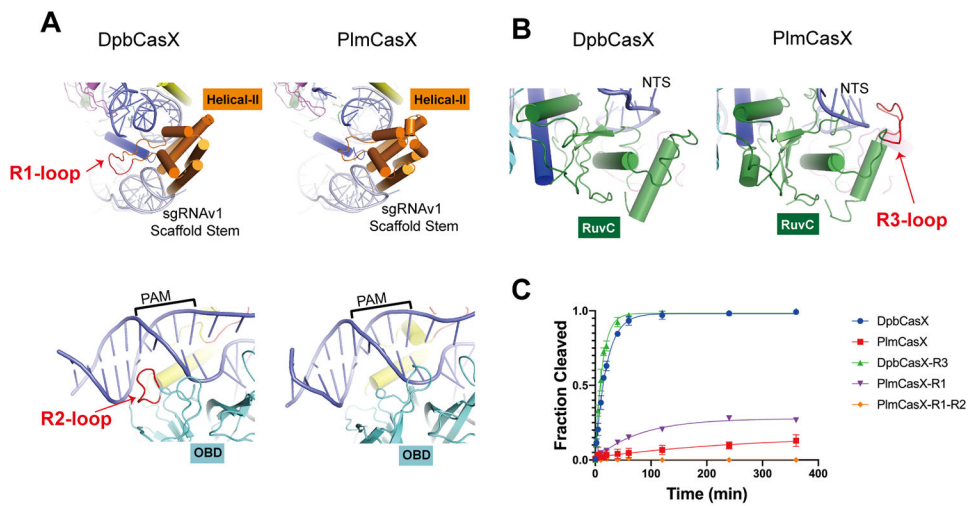 A
DpbCasX
PlmCasX
Helical-II
Helical-II
R1-loop
sgRNAv1
Scaffold Stem
sgRNAv1
Scaffold Stem
PAM
PAM
R2-loop
OBD
OBD
B
DpbCasX
PlmCasX
NTS
NTS
RuvC
RuvC
R3-loop
C
Fraction Cleaved
1.0
0.5
1.0
0.0
0
100
200
300
400
Time (min)
DpbCasX
PlmCasX
DpbCasX-R3
PlmCasX-R1
PlmCasX-R1-R2